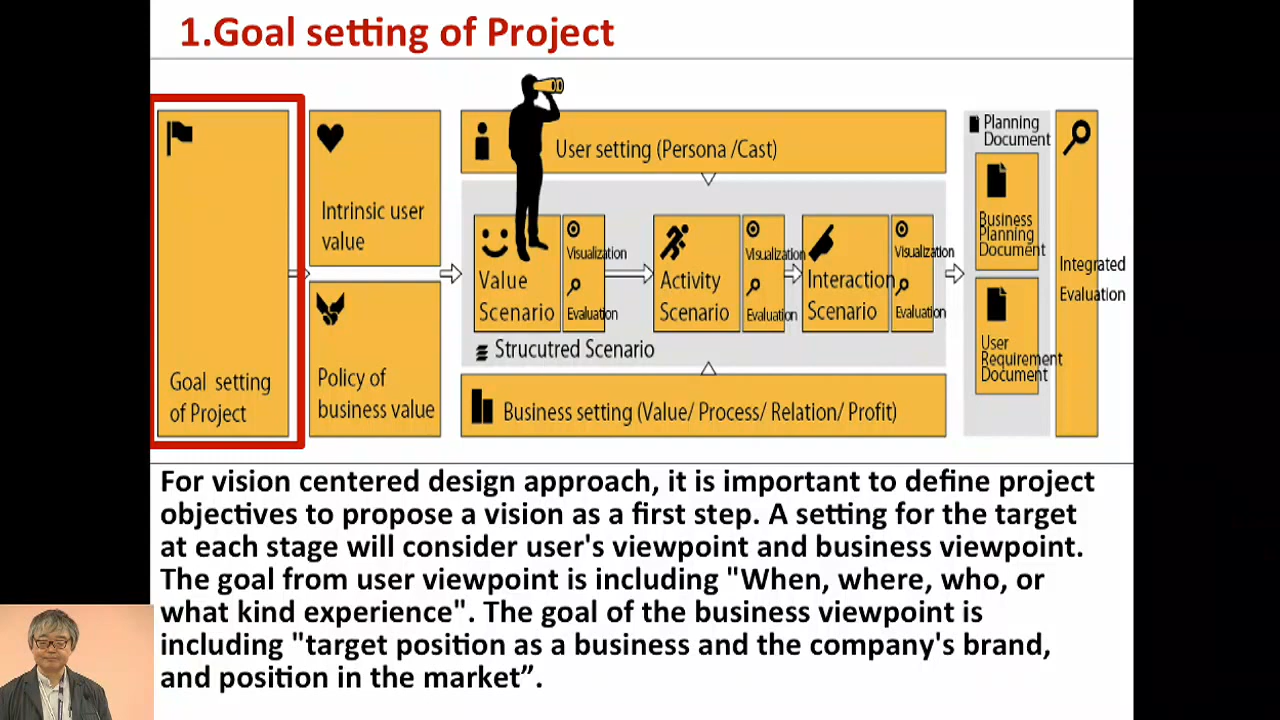 1.Goal setting of Project
Goal setting
of Project
Intrinsic user
value
Policy of
business value
User setting (Persona /Cast)
Value
Scenario
Visualization
Evaluation
Activity
Scenario
Visualization
Evaluation
Interaction
Scenario
Visualization
Evaluation
Strucutred Scenario
Business setting (Value/ Process/ Relation/ Profit)
Planning
Document
Business
Planning
Document
User
Requirement
Document
Integrated
Evaluation
For vision centered design approach, it is important to define project
objectives to propose a vision as a first step. A setting for the target
at each stage will consider user's viewpoint and business viewpoint.
The goal from user viewpoint is including "When, where, who, or
what kind experience". The goal of the business viewpoint is
including "target position as a business and the company's brand,
and position in the market”.